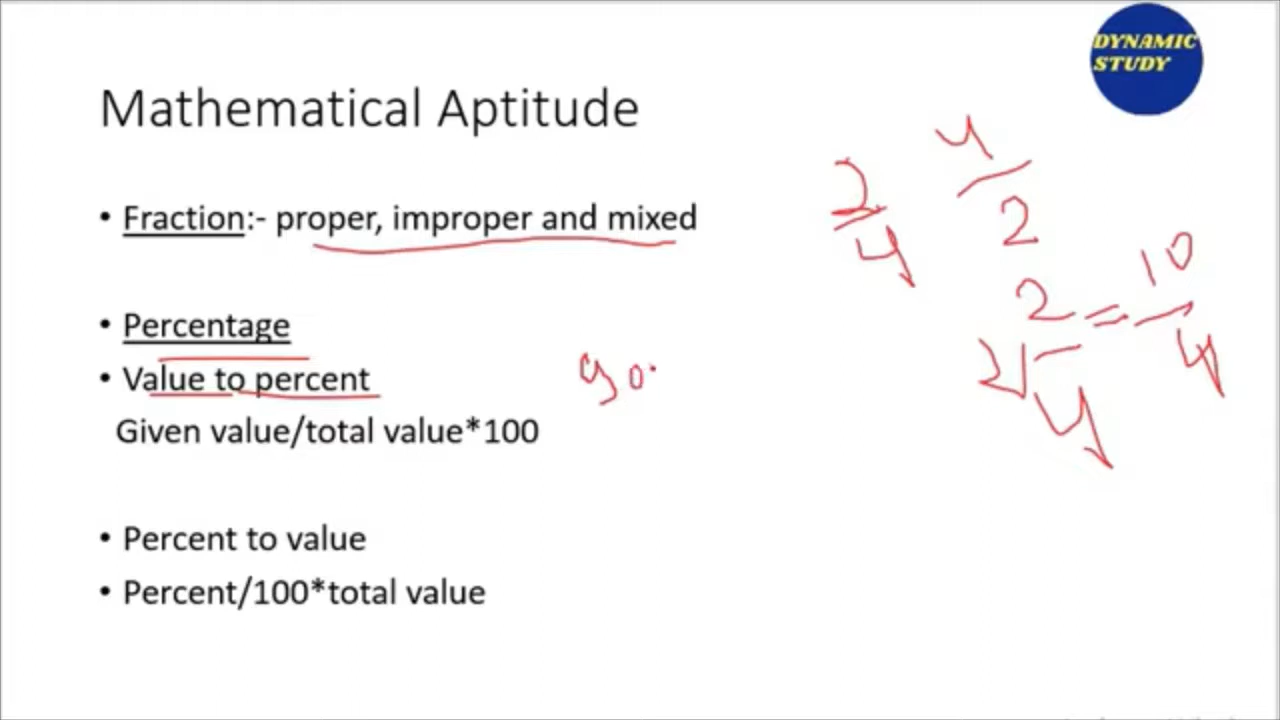 DYNAMIC
STUDY
Mathematical Aptitude
• Fraction:- proper, improper and mixed
• Percentage
• Value to percent
Given value/total value*100
• Percent to value
• Percent/100*total value
2/4
4/2
2 2/4 = 10/4
90